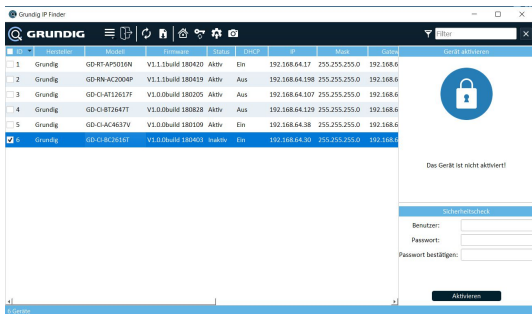 Grundig IP Finder
GRUNDIG
Filter
ID Hersteller Modell Firmware Status DHCP IP Mask Gatew
1 Grundig GD-RT-AP5016N V1.1.1build 180420 Aktiv Ein 192.168.64.17 255.255.255.0 192.168.6
2 Grundig GD-RN-AC2004P V1.1.1build 180419 Aktiv Aus 192.168.64.198 255.255.255.0 192.168.6
3 Grundig GD-CI-AT12617F V1.0.0build 180205 Aktiv Aus 192.168.64.107 255.255.255.0 192.168.6
4 Grundig GD-CI-BT2647T V1.0.0build 180828 Aktiv Aus 192.168.64.129 255.255.255.0 192.168.6
5 Grundig GD-CI-AC4637V V1.0.0build 180109 Aktiv Ein 192.168.64.38 255.255.255.0 192.168.6
6 Grundig GD-CI-BC2616T V1.0.0build 180403 Inaktiv Ein 192.168.64.30 255.255.255.0 192.168.6
Gerät aktivieren
Das Gerät ist nicht aktiviert!
Sicherheitscheck
Benutzer:
Passwort:
Passwort bestätigen:
Aktivieren
6 Geräte